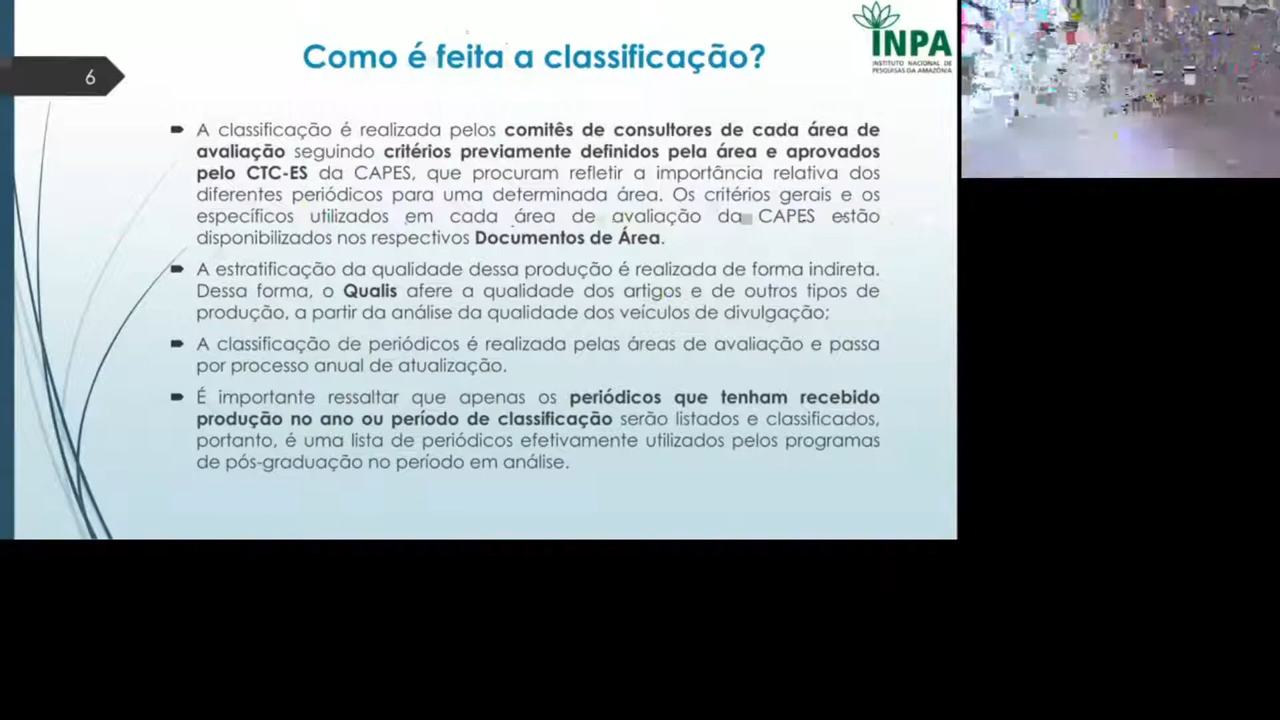 Como é feita a classificação?
INPA
INSTITUTO NACIONAL DE
PESQUISAS DA AMAZÔNIA
6
A classificação é realizada pelos comitês de consultores de cada área de
avaliação seguindo critérios previamente definidos pela área e aprovados
pelo CTC-ES da CAPES, que procuram refletir a importância relativa dos
diferentes periódicos para uma determinada área. Os critérios gerais e os
específicos utilizados em cada área de avaliação da CAPES estão
disponibilizados nos respectivos Documentos de Área.
A estratificação da qualidade dessa produção é realizada de forma indireta.
Dessa forma, o Qualis afere a qualidade dos artigos e de outros tipos de
produção, a partir da análise da qualidade dos veículos de divulgação;
A classificação de periódicos é realizada pelas áreas de avaliação e passa
por processo anual de atualização.
É importante ressaltar que apenas os periódicos que tenham recebido
produção no ano ou período de classificação serão listados e classificados,
portanto, é uma lista de periódicos efetivamente utilizados pelos programas
de pós-graduação no período em análise.